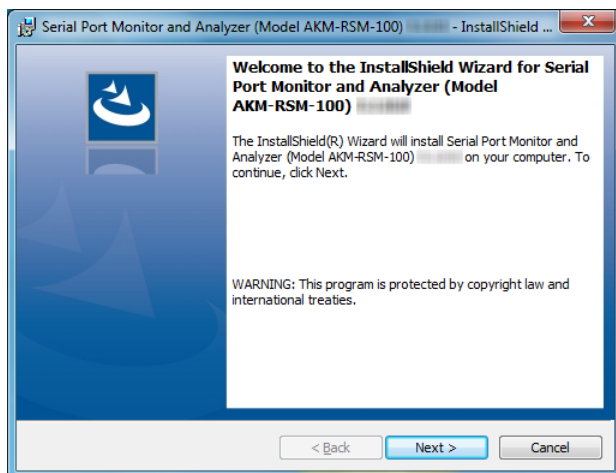 Serial Port Monitor and Analyzer (Model AKM-RSM-100) - InstallShield ...
Welcome to the InstallShield Wizard for Serial
Port Monitor and Analyzer (Model
AKM-RSM-100)
The InstallShield(R) Wizard will install Serial Port Monitor and
Analyzer (Model AKM-RSM-100) on your computer. To
continue, click Next.
WARNING: This program is protected by copyright law and
international treaties.
< Back
Next >
Cancel